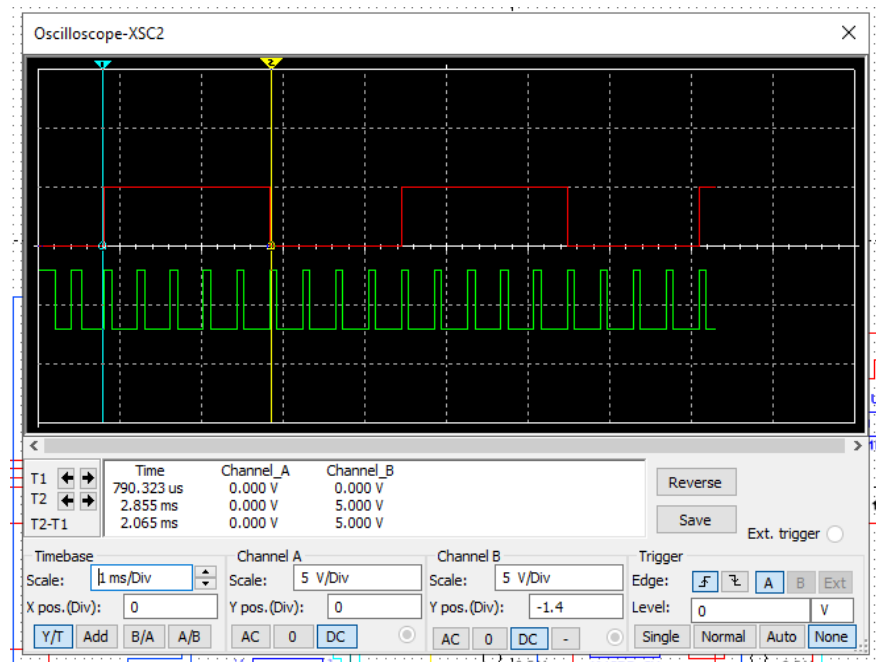 Oscilloscope-XSC2
1
2
Time Channel_A Channel_B
T1 790.323 us 0.000 V 0.000 V
T2 2.855 ms 0.000 V 5.000 V
T2-T1 2.065 ms 0.000 V 5.000 V
Reverse
Save
Ext. trigger
Timebase
Scale: 1 ms/Div
X pos.(Div): 0
Y/T Add B/A A/B
Channel A
Scale: 5 V/Div
Y pos.(Div): 0
AC 0 DC
Channel B
Scale: 5 V/Div
Y pos.(Div): -1.4
AC 0 DC -
Trigger
Edge: A B Ext
Level: 0 V
Single Normal Auto None